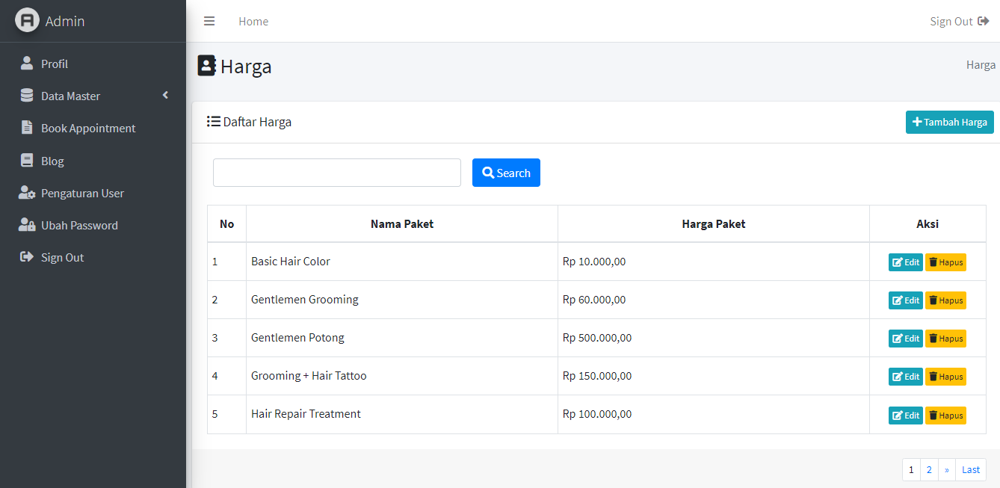 Admin
Home
Sign Out
Profil
Data Master
Book Appointment
Blog
Pengaturan User
Ubah Password
Sign Out
Harga
Harga
Daftar Harga
Tambah Harga
Search
No Nama Paket Harga Paket Aksi
1 Basic Hair Color Rp 10.000,00 Edit Hapus
2 Gentlemen Grooming Rp 60.000,00 Edit Hapus
3 Gentlemen Potong Rp 500.000,00 Edit Hapus
4 Grooming + Hair Tattoo Rp 150.000,00 Edit Hapus
5 Hair Repair Treatment Rp 100.000,00 Edit Hapus
1 2 » Last